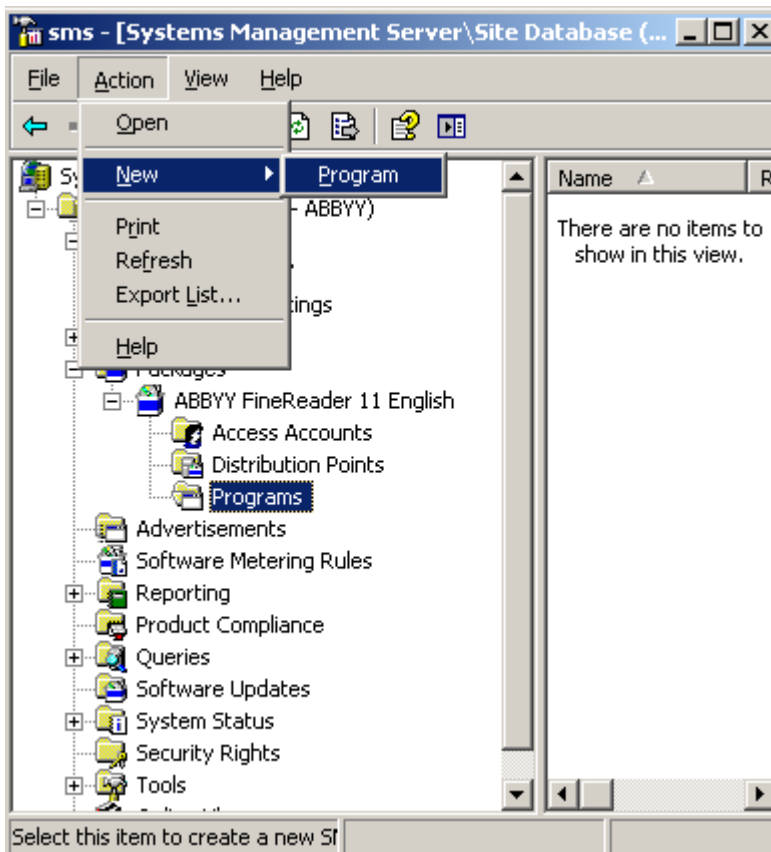 sms - [Systems Management Server\Site Database (...
File Action View Help
Open
New
Program
Print
Refresh
Export List...
Help
- ABBYY)
ings
Packages
ABBYY FineReader 11 English
Access Accounts
Distribution Points
Programs
Advertisements
Software Metering Rules
Reporting
Product Compliance
Queries
Software Updates
System Status
Security Rights
Tools
Name
R
There are no items to
show in this view.
Select this item to create a new